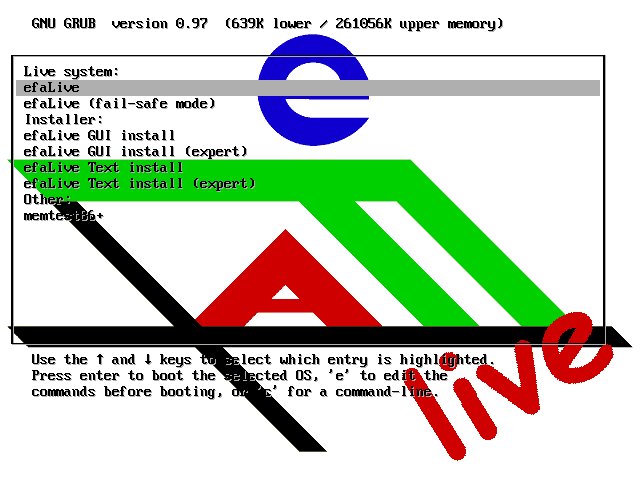 GNU GRUB version 0.97 (639K lower / 261056K upper memory)
Live system:
efaLive
efaLive (fail-safe mode)
Installer:
efaLive GUI install
efaLive GUI install (expert)
efaLive Text install
efaLive Text install (expert)
Other:
memtest86+
Use the ↑ and ↓ keys to select which entry is highlighted.
Press enter to boot the selected OS, 'e' to edit the
commands before booting, or 'c' for a command-line.
e
A
live